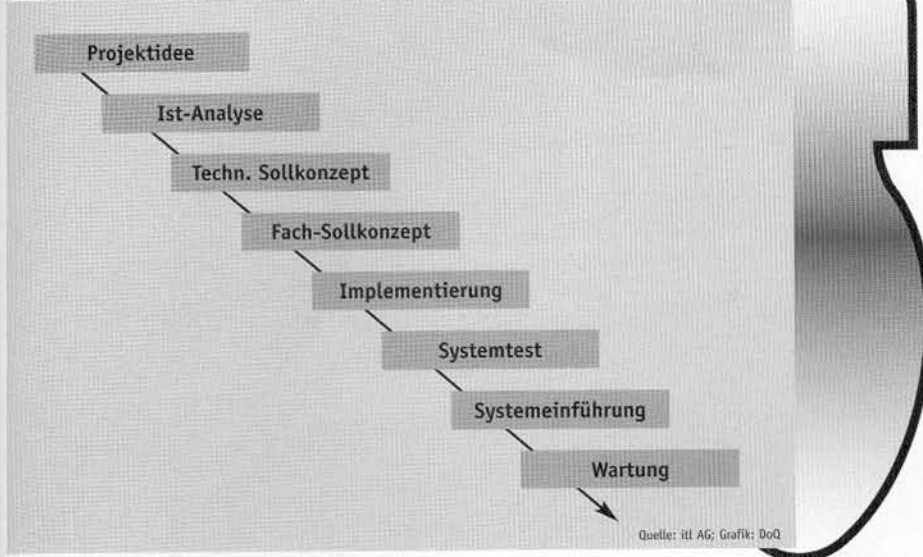 Projektidee
Ist-Analyse
Techn. Sollkonzept
Fach-Sollkonzept
Implementierung
Systemtest
Systemeinführung
Wartung
Quelle: itl AG; Grafik: DoQ